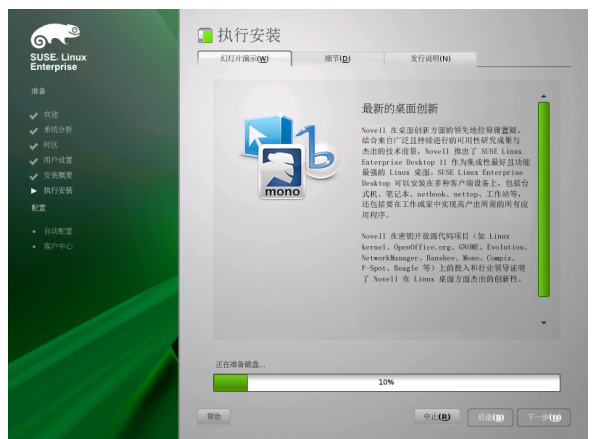 SUSE. Linux
Enterprise
准备
欢迎
系统分析
时区
用户设置
安装概要
执行安装
配置
自动配置
客户中心
执行安装
幻灯片演示(W)
细节(D)
发行说明(N)
mono
最新的桌面创新
Novell 在桌面创新方面的领先地位毋庸置疑。
结合来自广泛且持续进行的可用性研究成果与
杰出的技术前景，Novell 推出了 SUSE Linux
Enterprise Desktop 11 作为集成性最好且功能
最强的 Linux 桌面。SUSE Linux Enterprise
Desktop 可以安装在多种客户端设备上，包括台
式机、笔记本、netbook、nettop、工作站等，
还包括要在工作或家中实现高产出所需的所有应
用程序。
Novell 在密切开放源代码项目（如 Linux
kernel、OpenOffice.org、GNOME、Evolution、
NetworkManager、Banshee、Mono、Compiz、
F-Spot、Beagle 等）上的投入和行业领导证明
了 Novell 在 Linux 桌面方面杰出的创新性。
正在准备磁盘...
10%
帮助
中止(R)
后退(B)
下一步(N)